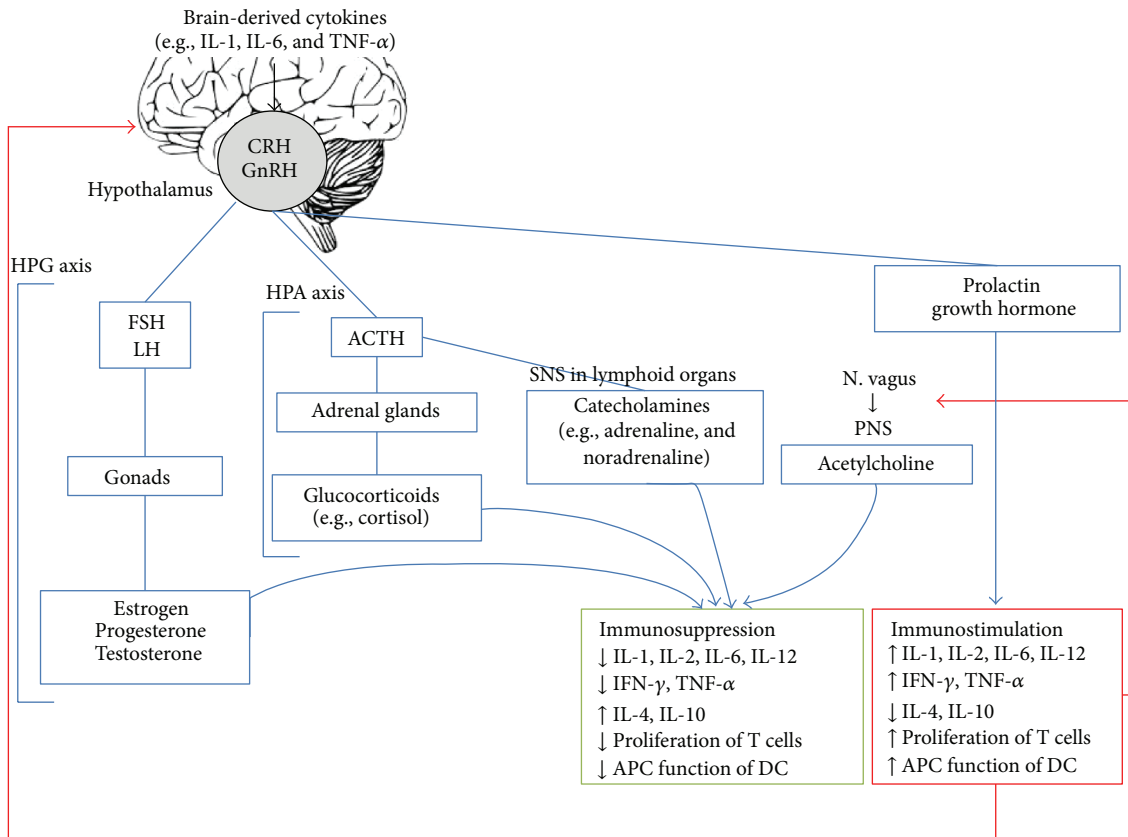 Brain-derived cytokines
(e.g., IL-1, IL-6, and TNF-α)
CRH
GnRH
Hypothalamus
HPG axis
FSH
LH
Gonads
Estrogen
Progesterone
Testosterone
HPA axis
ACTH
Adrenal glands
Glucocorticoids
(e.g., cortisol)
SNS in lymphoid organs
Catecholamines
(e.g., adrenaline, and
noradrenaline)
N. vagus
↓
PNS
Acetylcholine
Prolactin
growth hormone
Immunosuppression
↓ IL-1, IL-2, IL-6, IL-12
↓ IFN-γ, TNF-α
↑ IL-4, IL-10
↓ Proliferation of T cells
↓ APC function of DC
Immunostimulation
↑ IL-1, IL-2, IL-6, IL-12
↑ IFN-γ, TNF-α
↓ IL-4, IL-10
↑ Proliferation of T cells
↑ APC function of DC